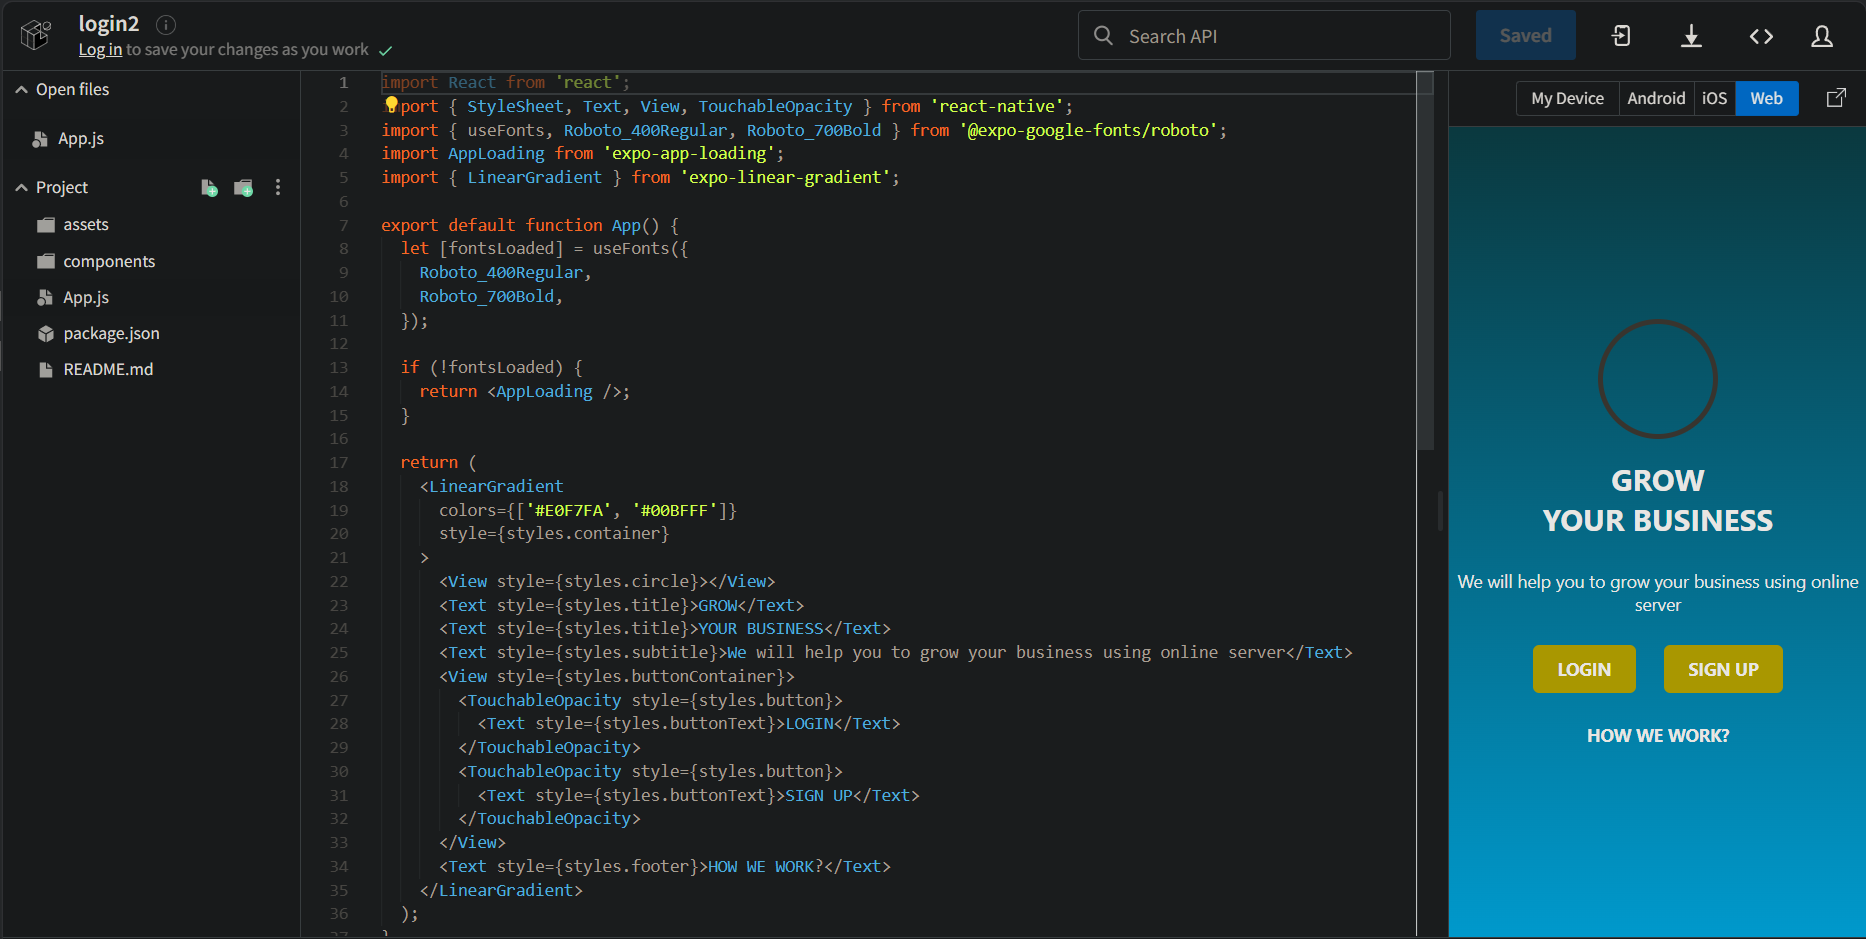 login2
Log in to save your changes as you work
Search API
Saved
Open files
App.js
Project
assets
components
App.js
package.json
README.md
1 import React from 'react';
2 import { StyleSheet, Text, View, TouchableOpacity } from 'react-native';
3 import { useFonts, Roboto_400Regular, Roboto_700Bold } from '@expo-google-fonts/roboto';
4 import AppLoading from 'expo-app-loading';
5 import { LinearGradient } from 'expo-linear-gradient';
6
7 export default function App() {
8 let [fontsLoaded] = useFonts({
9 Roboto_400Regular,
10 Roboto_700Bold,
11 });
12
13 if (!fontsLoaded) {
14 return <AppLoading />;
15 }
16
17 return (
18 <LinearGradient
19 colors={['#E0F7FA', '#00BFFF']}
20 style={styles.container}
21 >
22 <View style={styles.circle}></View>
23 <Text style={styles.title}>GROW</Text>
24 <Text style={styles.title}>YOUR BUSINESS</Text>
25 <Text style={styles.subtitle}>We will help you to grow your business using online server</Text>
26 <View style={styles.buttonContainer}>
27 <TouchableOpacity style={styles.button}>
28 <Text style={styles.buttonText}>LOGIN</Text>
29 </TouchableOpacity>
30 <TouchableOpacity style={styles.button}>
31 <Text style={styles.buttonText}>SIGN UP</Text>
32 </TouchableOpacity>
33 </View>
34 <Text style={styles.footer}>HOW WE WORK?</Text>
35 </LinearGradient>
36 );
37 }
My Device Android iOS Web
GROW
YOUR BUSINESS
We will help you to grow your business using online
server
LOGIN SIGN UP
HOW WE WORK?